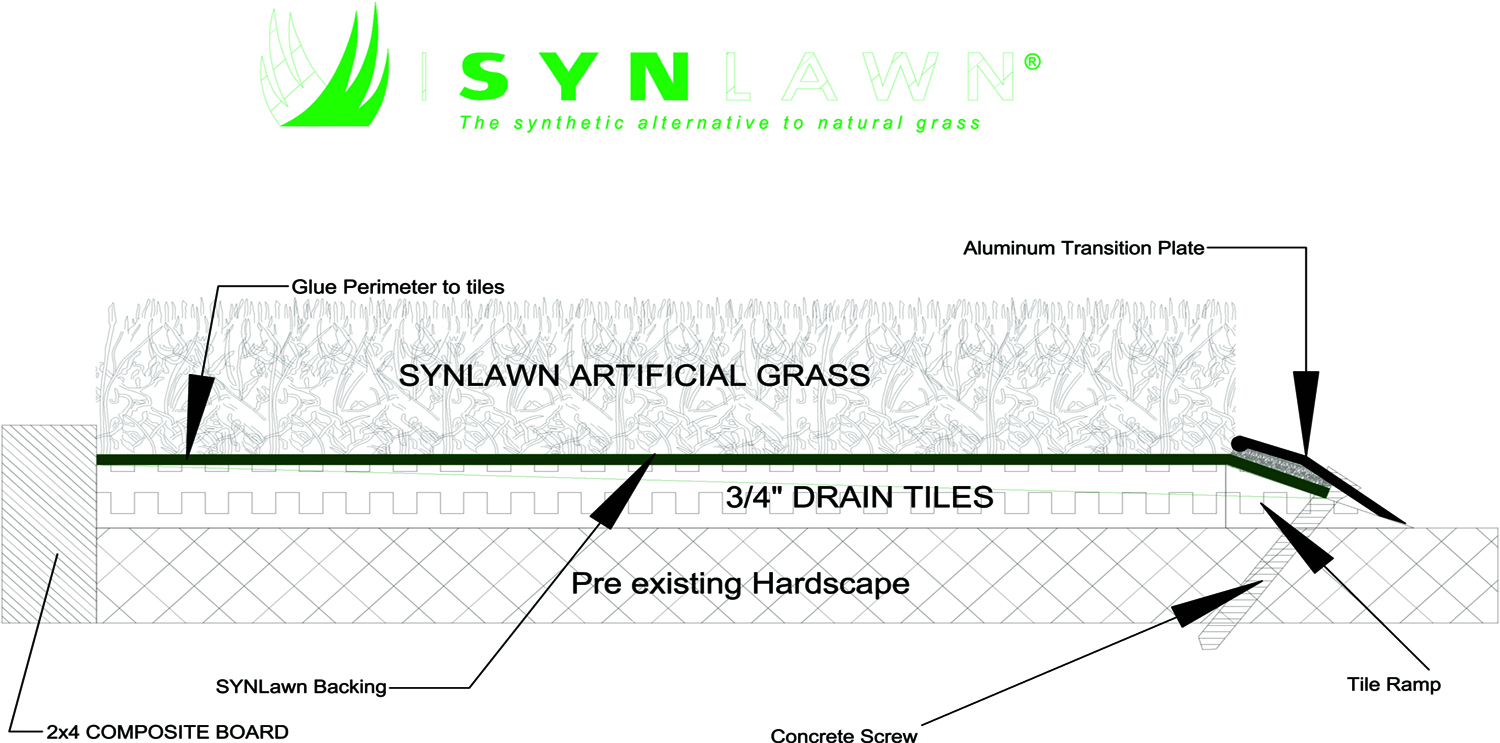 SYNLAWN®
The synthetic alternative to natural grass
Aluminum Transition Plate
Glue Perimeter to tiles
SYNLAWN ARTIFICIAL GRASS
3/4" DRAIN TILES
Pre existing Hardscape
SYNLawn Backing
Tile Ramp
2x4 COMPOSITE BOARD
Concrete Screw